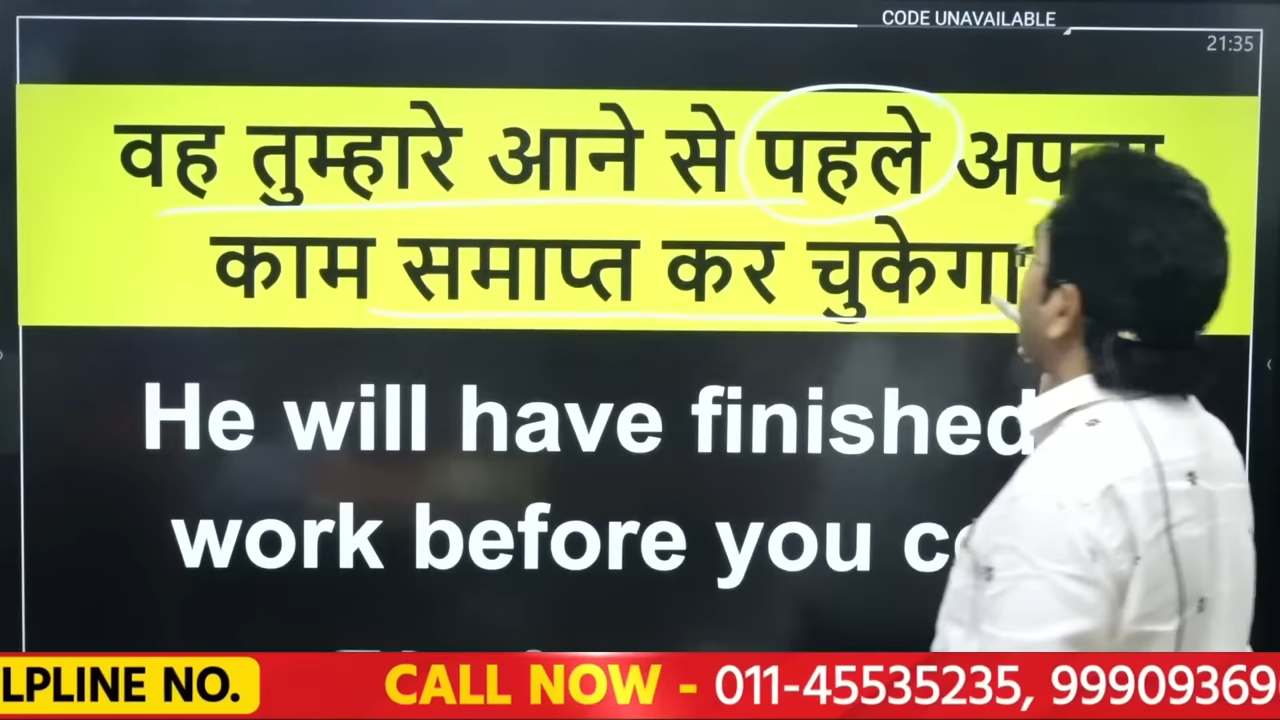 CODE UNAVAILABLE
21:35
वह तुम्हारे आने से पहले
काम समाप्त कर चुकेगा
He will have finished
work before you
LPLINE NO. CALL NOW - 011-45535235, 99909369